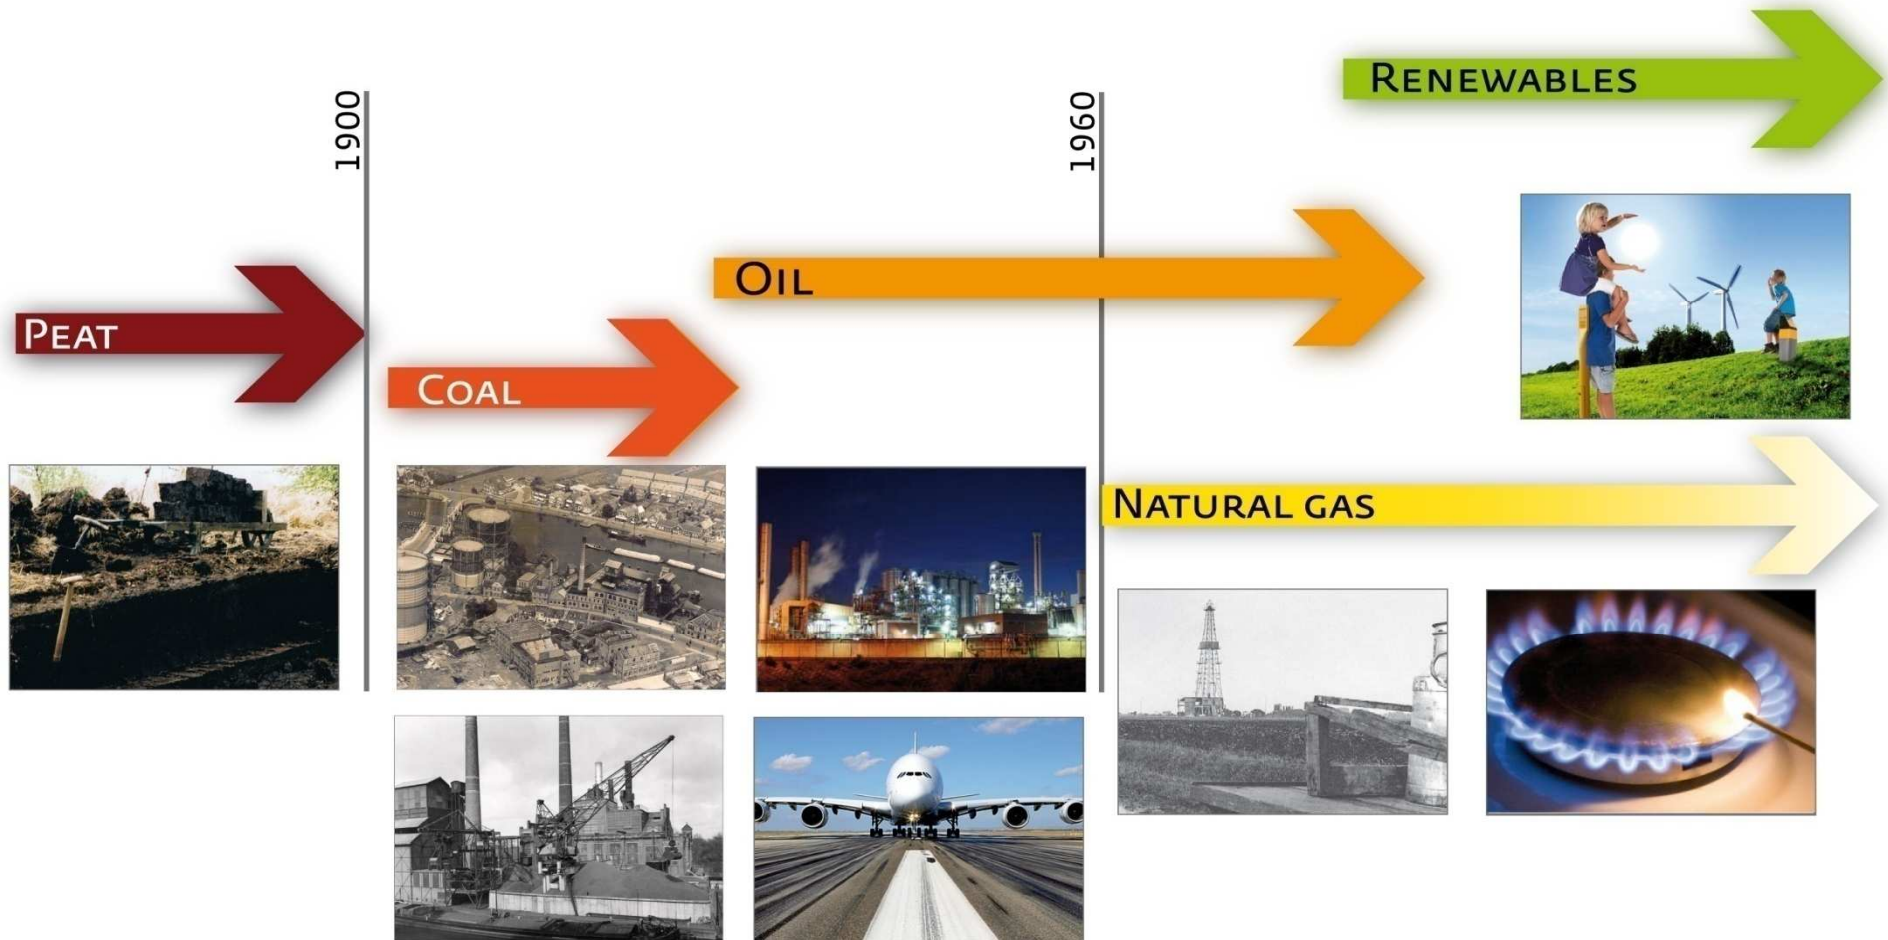 RENEWABLES
1900
1960
OIL
PEAT
COAL
NATURAL GAS